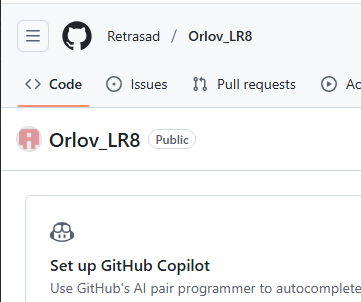 Retrasad / Orlov_LR8
Code Issues Pull requests
Orlov_LR8 Public
Set up GitHub Copilot
Use GitHub's AI pair programmer to autocomplete